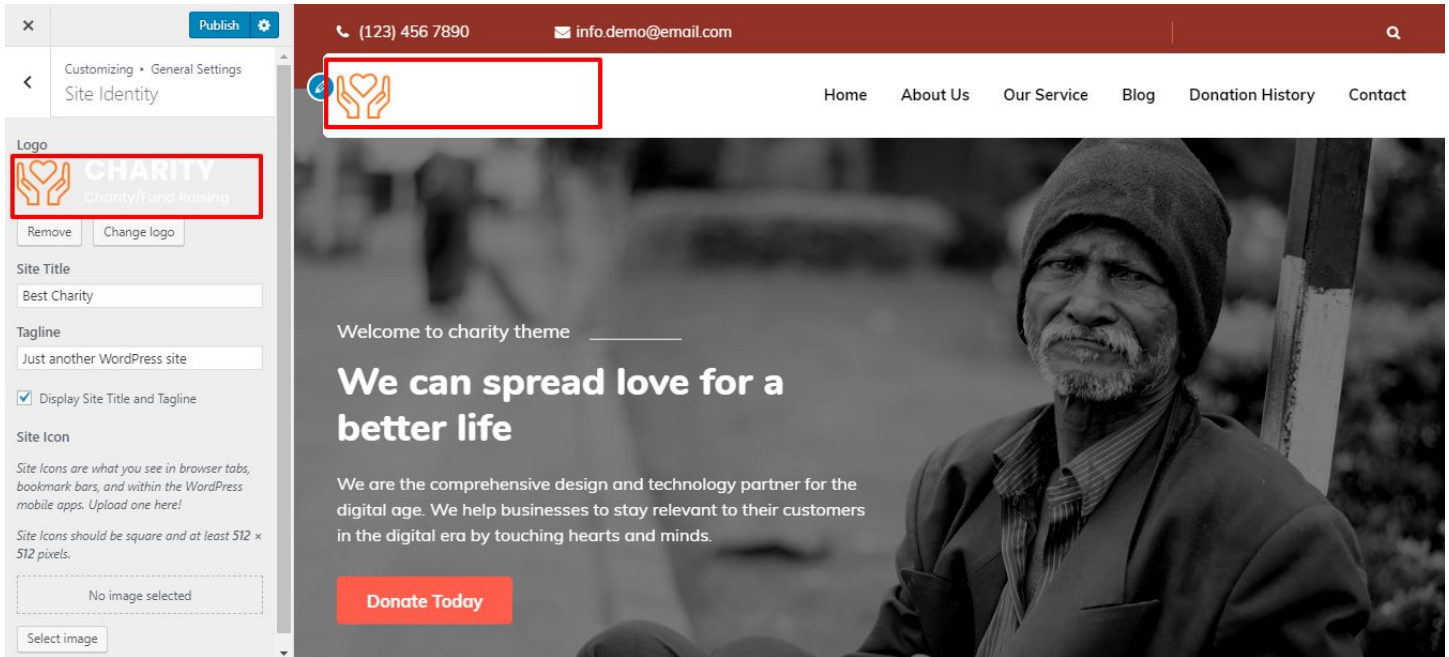 Publish
Customizing ‣ General Settings
Site Identity
Logo
CHARITY
Charity/Fund Raising
Remove
Change logo
Site Title
Best Charity
Tagline
Just another WordPress site
Display Site Title and Tagline
Site Icon
Site Icons are what you see in browser tabs,
bookmark bars, and within the WordPress
mobile apps. Upload one here!
Site Icons should be square and at least 512 ×
512 pixels.
No image selected
Select image
(123) 456 7890
info.demo@email.com
Home
About Us
Our Service
Blog
Donation History
Contact
Welcome to charity theme
We can spread love for a
better life
We are the comprehensive design and technology partner for the
digital age. We help businesses to stay relevant to their customers
in the digital era by touching hearts and minds.
Donate Today